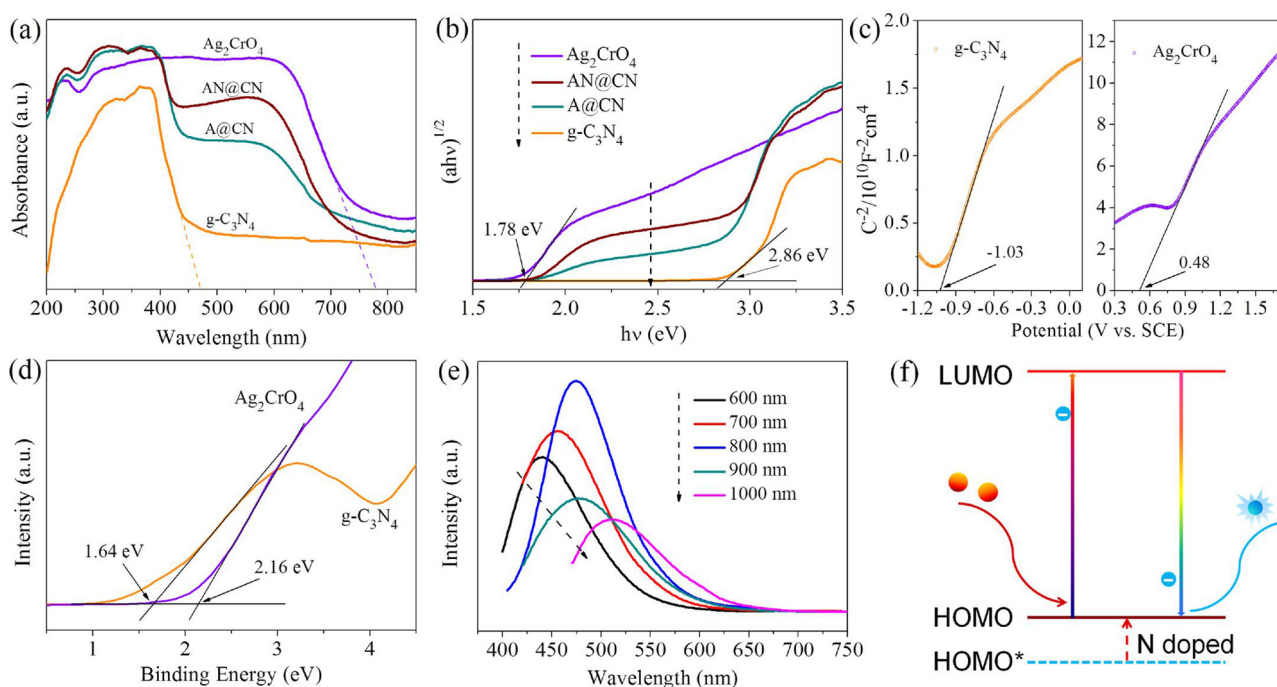 (a)
Ag₂CrO₄
AN@CN
A@CN
g-C₃N₄
Absorbance (a.u.)
200 300 400 500 600 700 800
Wavelength (nm)
(b)
Ag₂CrO₄
AN@CN
A@CN
g-C₃N₄
1.78 eV
2.86 eV
(ahν)^1/2
1.5 2.0 2.5 3.0 3.5
hν (eV)
(c)
g-C₃N₄
-1.03
C⁻²/10¹⁰F⁻²cm⁴
2.0
1.5
1.0
0.5
0.0
-1.2 -0.9 -0.6 -0.3 0.0
Ag₂CrO₄
0.48
12
10
8
6
4
2
0
0.3 0.6 0.9 1.2 1.5
Potential (V vs. SCE)
(d)
Ag₂CrO₄
g-C₃N₄
1.64 eV
2.16 eV
Intensity (a.u.)
1 2 3 4
Binding Energy (eV)
(e)
600 nm
700 nm
800 nm
900 nm
1000 nm
Intensity (a.u.)
400 450 500 550 600 650 700 750
Wavelength (nm)
(f)
LUMO
HOMO
N doped
HOMO*